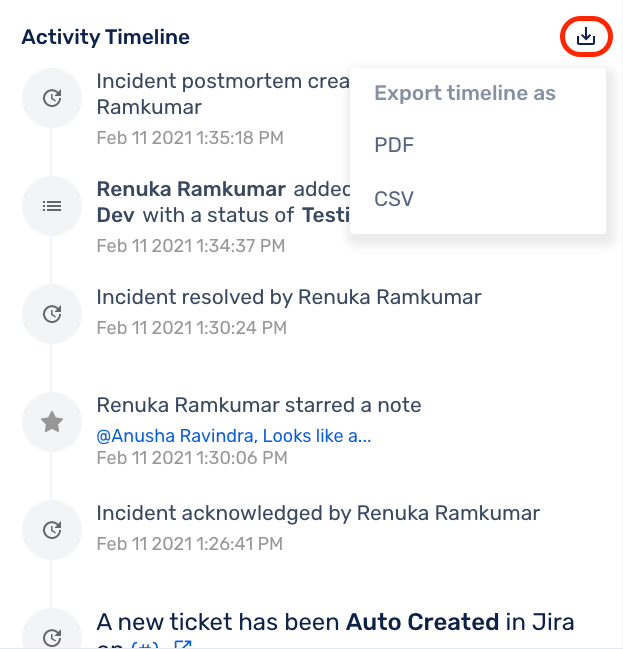 Activity Timeline
Incident postmortem crea
Ramkumar
Feb 11 2021 1:35:18 PM
Export timeline as
PDF
CSV
Renuka Ramkumar added
Dev with a status of Testi
Feb 11 2021 1:34:37 PM
Incident resolved by Renuka Ramkumar
Feb 11 2021 1:30:24 PM
Renuka Ramkumar starred a note
@Anusha Ravindra, Looks like a...
Feb 11 2021 1:30:06 PM
Incident acknowledged by Renuka Ramkumar
Feb 11 2021 1:26:41 PM
A new ticket has been Auto Created in Jira
on (#)